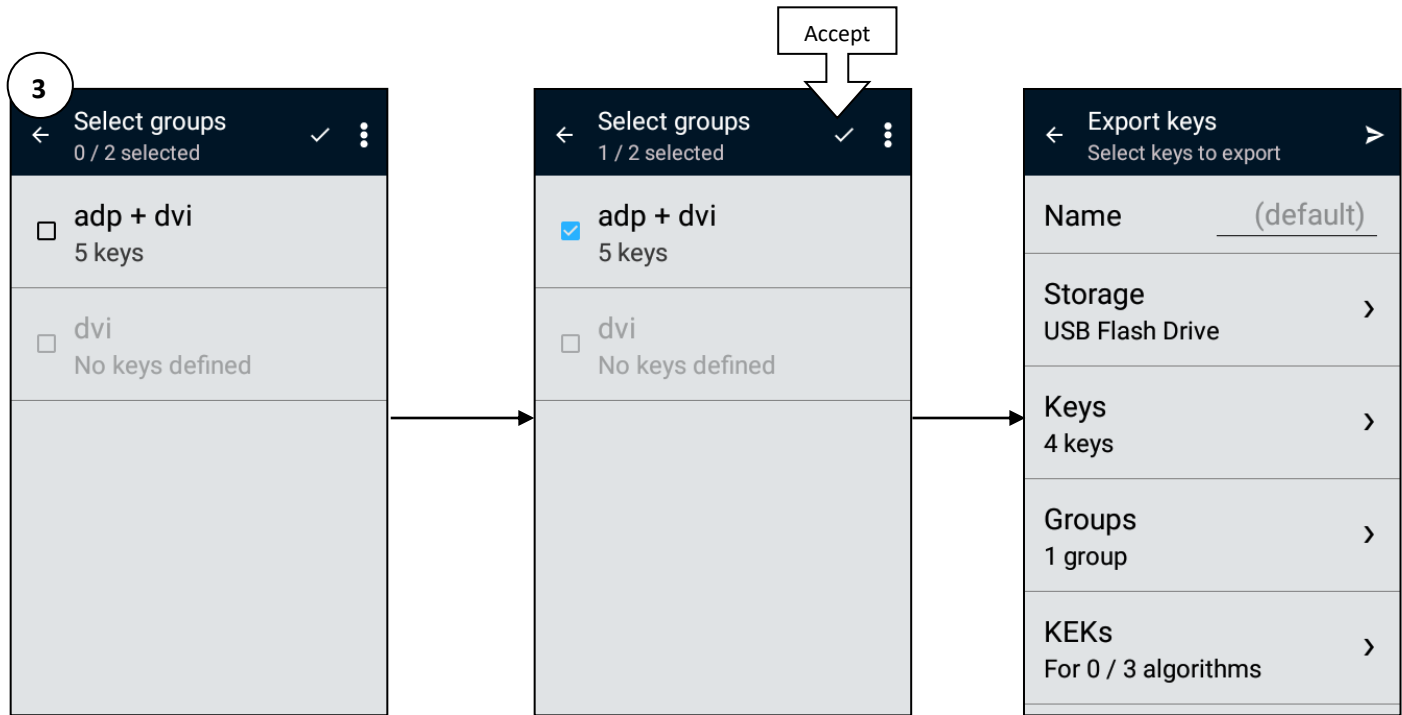 Accept
3
Select groups
0 / 2 selected
adp + dvi
5 keys
dvi
No keys defined
Select groups
1 / 2 selected
adp + dvi
5 keys
dvi
No keys defined
Export keys
Select keys to export
Name (default)
Storage
USB Flash Drive
Keys
4 keys
Groups
1 group
KEKs
For 0 / 3 algorithms